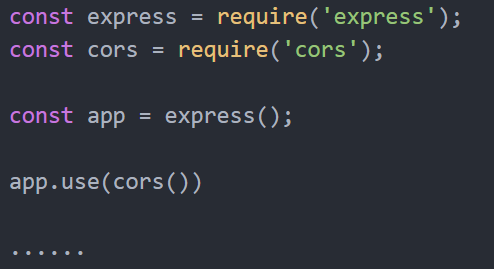 const express = require('express');
const cors = require('cors');
const app = express();
app.use(cors())
......